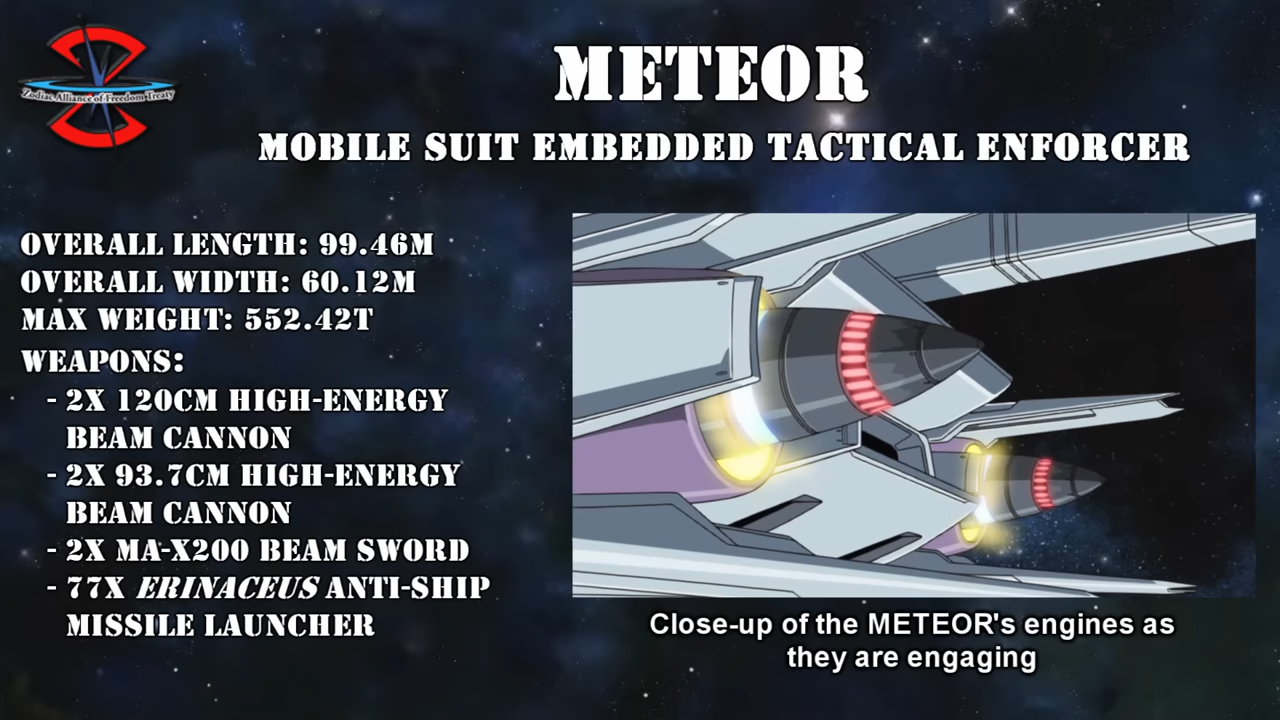 Zodiac Alliance of Freedom Treaty
METEOR
MOBILE SUIT EMBEDDED TACTICAL ENFORCER
OVERALL LENGTH: 99.46M
OVERALL WIDTH: 60.12M
MAX WEIGHT: 552.42T
WEAPONS:
- 2X 120CM HIGH-ENERGY
BEAM CANNON
- 2X 93.7CM HIGH-ENERGY
BEAM CANNON
- 2X MA-X200 BEAM SWORD
- 77X ERINACEUS ANTI-SHIP
MISSILE LAUNCHER
Close-up of the METEOR's engines as
they are engaging